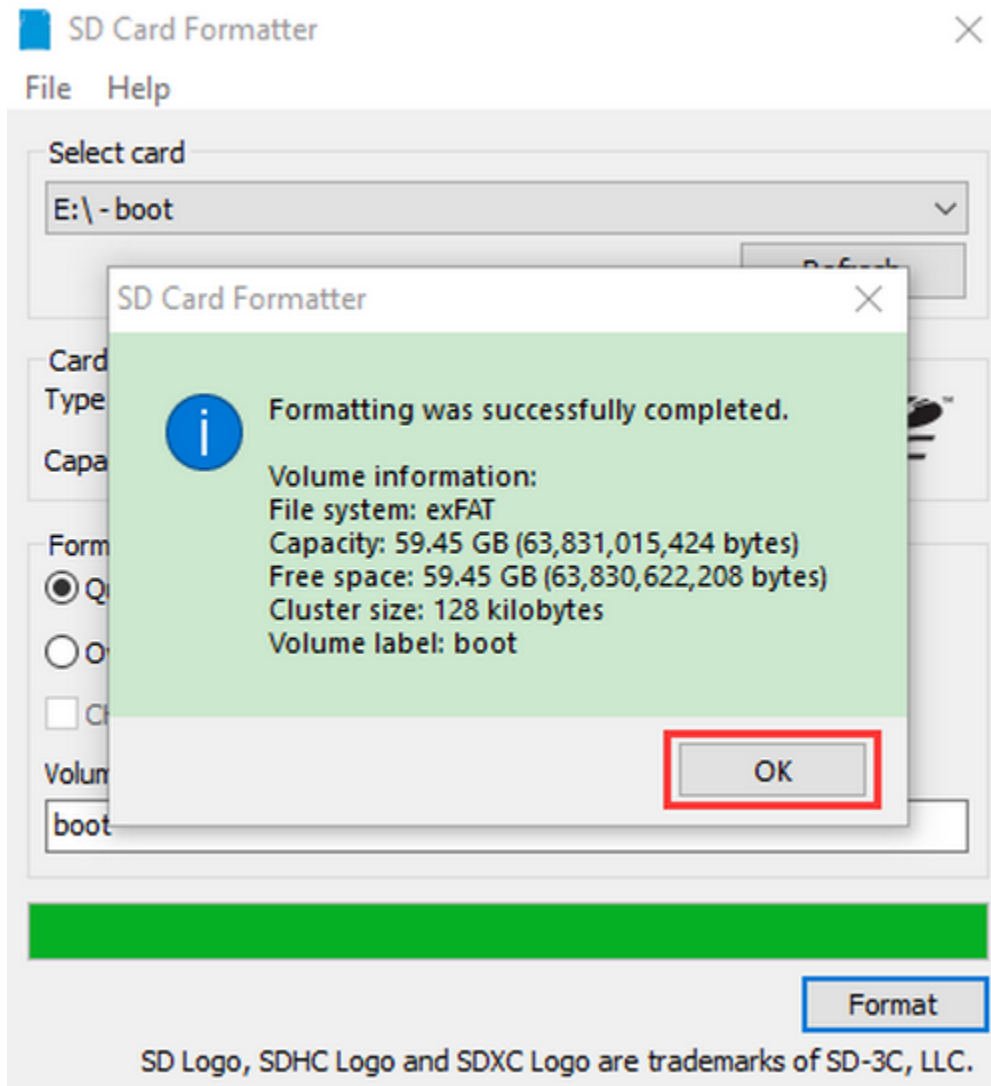 SD Card Formatter
File Help
Select card
E:\ - boot
SD Card Formatter
Card
Type
Formatting was successfully completed.
Volume information:
File system: exFAT
Capacity: 59.45 GB (63,831,015,424 bytes)
Free space: 59.45 GB (63,830,622,208 bytes)
Cluster size: 128 kilobytes
Volume label: boot
OK
boot
Format
SD Logo, SDHC Logo and SDXC Logo are trademarks of SD-3C, LLC.